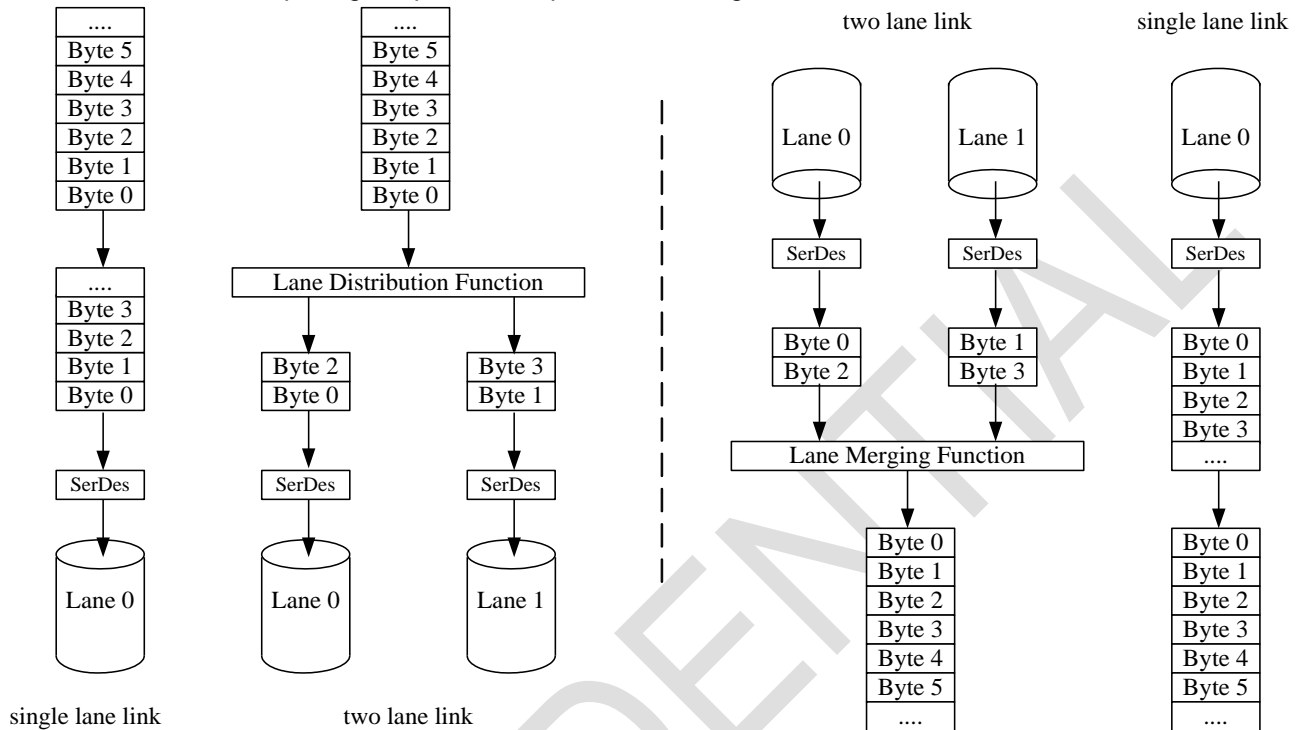 ....
Byte 5
Byte 4
Byte 3
Byte 2
Byte 1
Byte 0
....
Byte 3
Byte 2
Byte 1
Byte 0
SerDes
Lane 0
single lane link
....
Byte 5
Byte 4
Byte 3
Byte 2
Byte 1
Byte 0
Lane Distribution Function
Byte 2
Byte 0
SerDes
Lane 0
Byte 3
Byte 1
SerDes
Lane 1
two lane link
two lane link
Lane 0
SerDes
Byte 0
Byte 2
Lane 1
SerDes
Byte 1
Byte 3
Lane Merging Function
Byte 0
Byte 1
Byte 2
Byte 3
Byte 4
Byte 5
....
single lane link
Lane 0
SerDes
Byte 0
Byte 1
Byte 2
Byte 3
....
Byte 0
Byte 1
Byte 2
Byte 3
Byte 4
Byte 5
....
DENTIAL